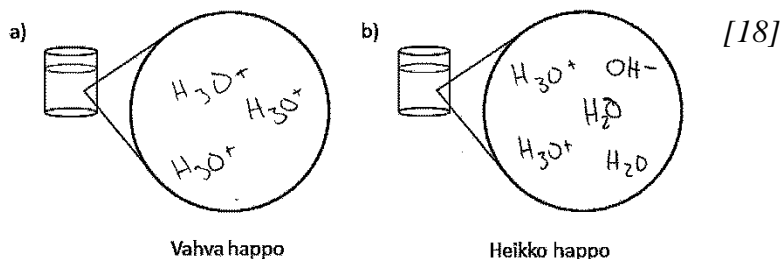 a)
H3O+
H3O+
H3O+
Vahva happo
b)
[18]
H3O+ OH-
H2O
H3O+ H2O
Heikko happo